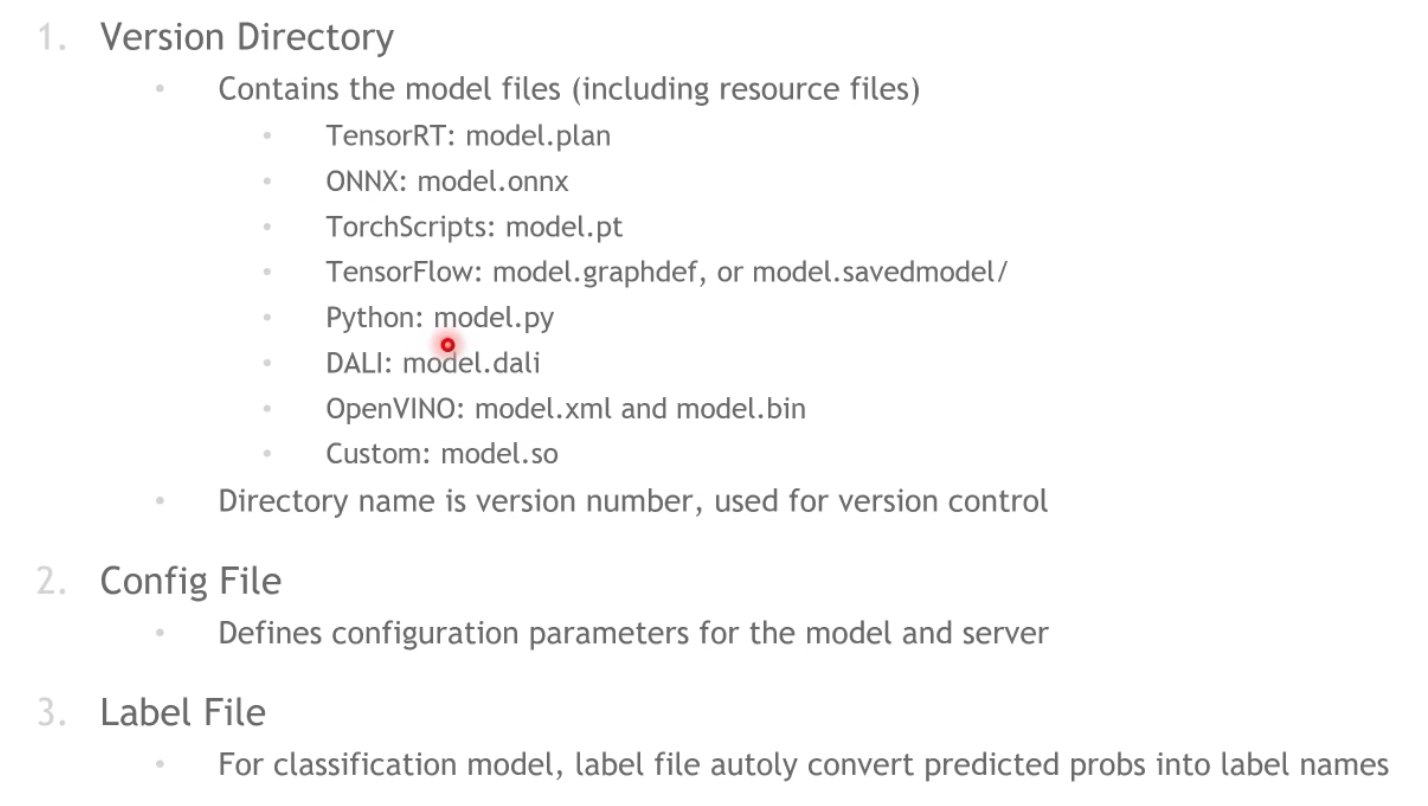 1. Version Directory
• Contains the model files (including resource files)
• TensorRT: model.plan
• ONNX: model.onnx
• TorchScripts: model.pt
• TensorFlow: model.graphdef, or model.savedmodel/
• Python: model.py
• DALI: model.dali
• OpenVINO: model.xml and model.bin
• Custom: model.so
• Directory name is version number, used for version control
2. Config File
• Defines configuration parameters for the model and server
3. Label File
• For classification model, label file autoly convert predicted probs into label names